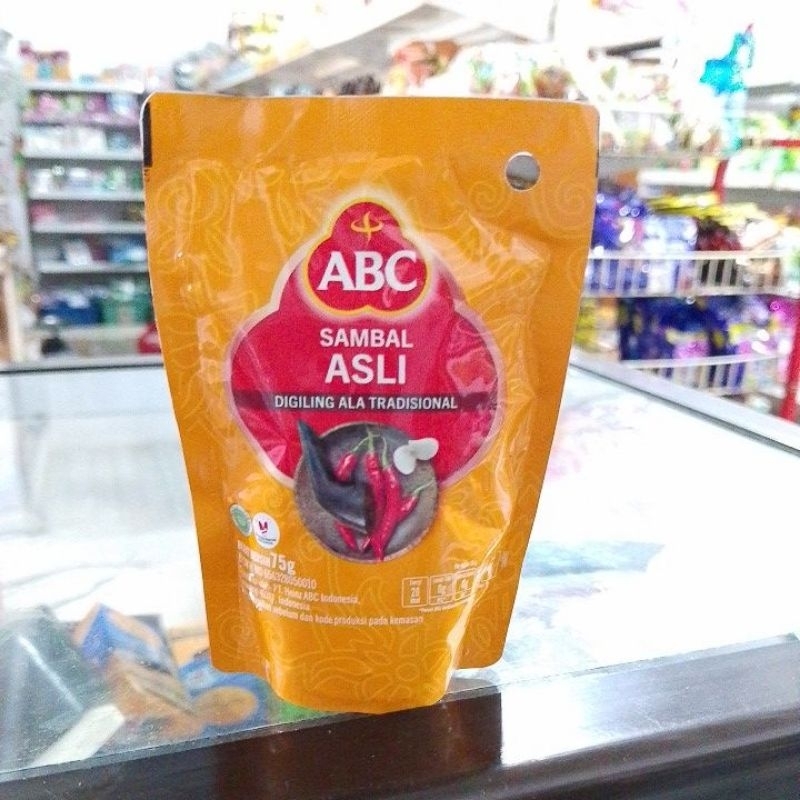 ABC
SAMBAL
ASLI
DIGILING ALA TRADISIONAL
75g
PT. Heinz ABC Indonesia,
Indonesia
sebelum dan kode produksi pada kemasan